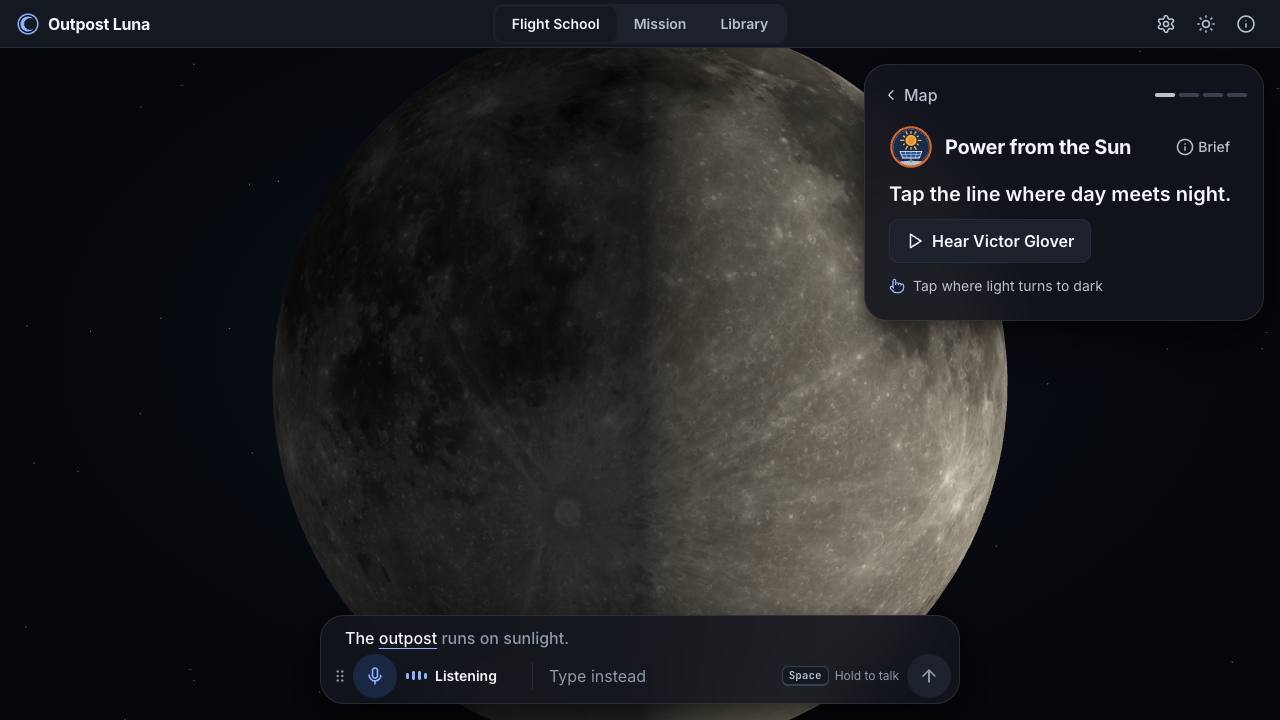 Outpost Luna
Flight School
Mission
Library
Map
Power from the Sun
Brief
Tap the line where day meets night.
Hear Victor Glover
Tap where light turns to dark
The outpost runs on sunlight.
Listening
Type instead
Space
Hold to talk